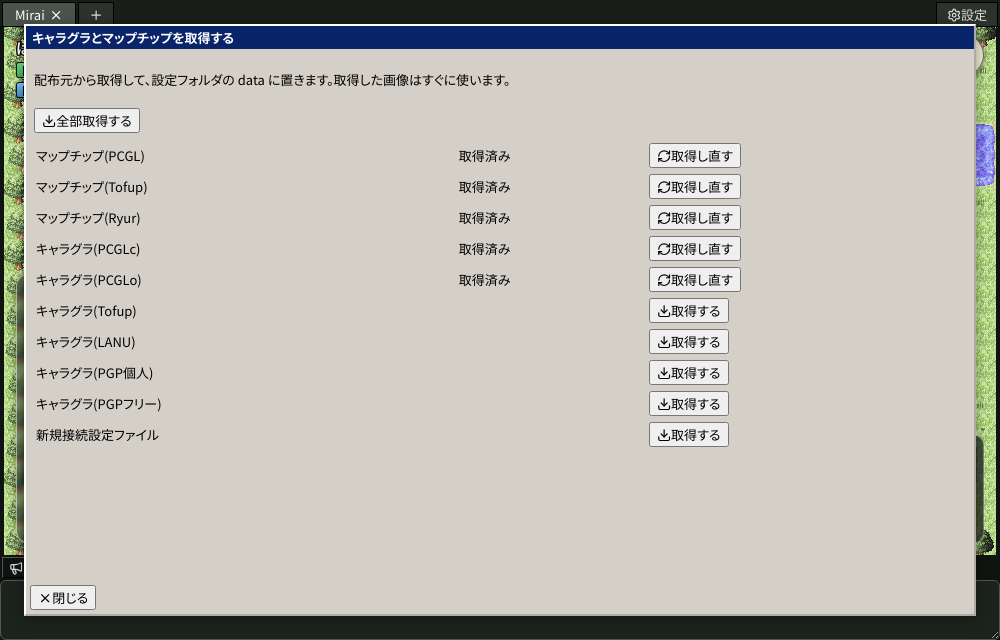 Mirai
設定
キャラグラとマップチップを取得する
配布元から取得して、設定フォルダの data に置きます。取得した画像はすぐに使います。
全部取得する
マップチップ(PCGL) 取得済み 取得し直す
マップチップ(Tofup) 取得済み 取得し直す
マップチップ(Ryur) 取得済み 取得し直す
キャラグラ(PCGLc) 取得済み 取得し直す
キャラグラ(PCGLo) 取得済み 取得し直す
キャラグラ(Tofup) 取得する
キャラグラ(LANU) 取得する
キャラグラ(PGP個人) 取得する
キャラグラ(PGPフリー) 取得する
新規接続設定ファイル 取得する
閉じる